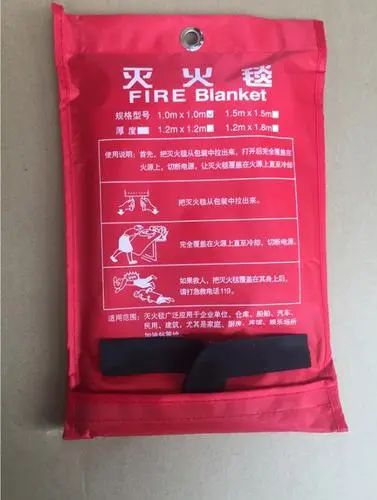 灭火毯
FIRE Blanket
规格型号 1.0m x 1.0m☑ 1.5m x 1.5m□
厚度□ 1.2m x 1.2m□ 1.2m x 1.8m□
使用说明：首先，把灭火毯从包装中拉出来，打开后完全覆盖在
火源上，切断电源，让灭火毯覆盖在火源上直至冷却
把灭火毯从包装中拉出来。
完全覆盖在火源上直至冷却，切断电源。
如果救人，把灭火毯覆盖在其身上后，
请打急救电话119。
适用范围：灭火毯广泛应用于企业单位、仓库、船舶、汽车、
民用、建筑，尤其是家庭、厨房、宾馆、娱乐场所
加油站等地